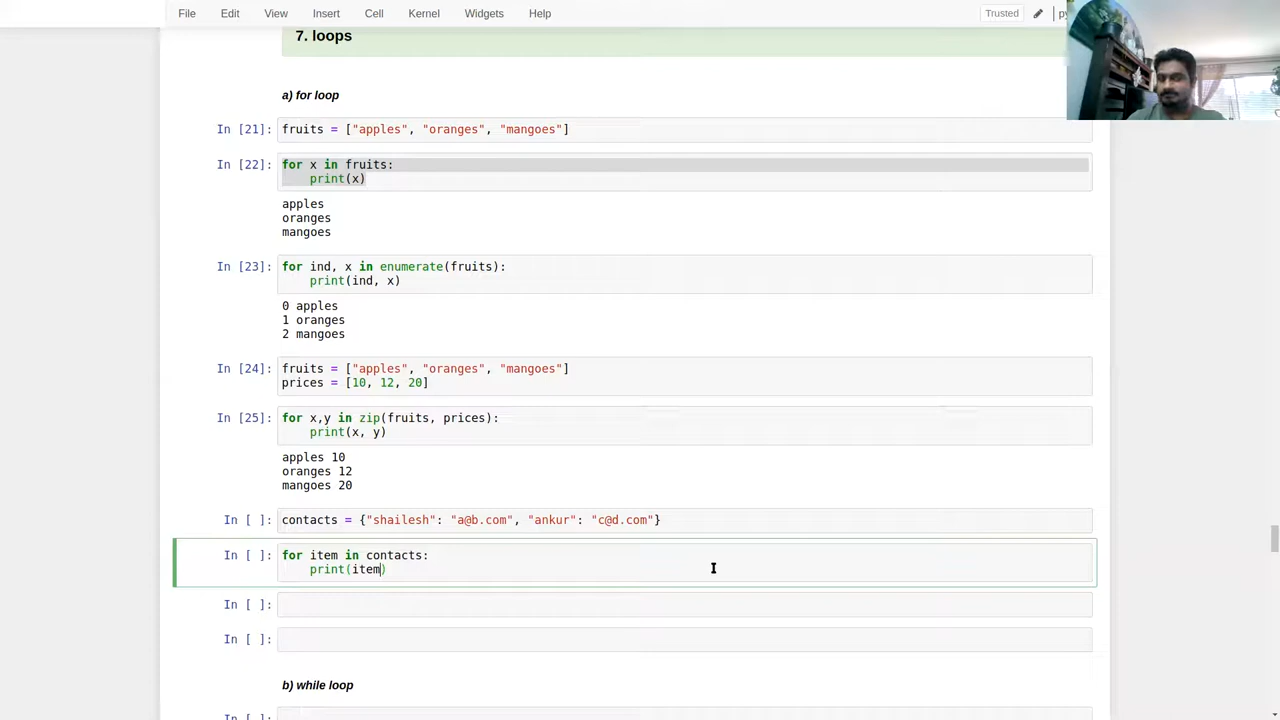 File Edit View Insert Cell Kernel Widgets Help Trusted
7. loops
a) for loop
In [21]: fruits = ["apples", "oranges", "mangoes"]
In [22]: for x in fruits:
print(x)
apples
oranges
mangoes
In [23]: for ind, x in enumerate(fruits):
print(ind, x)
0 apples
1 oranges
2 mangoes
In [24]: fruits = ["apples", "oranges", "mangoes"]
prices = [10, 12, 20]
In [25]: for x,y in zip(fruits, prices):
print(x, y)
apples 10
oranges 12
mangoes 20
In [ ]: contacts = {"shailesh": "a@b.com", "ankur": "c@d.com"}
In [ ]: for item in contacts:
print(item)
In [ ]:
In [ ]:
b) while loop
In [ ]: